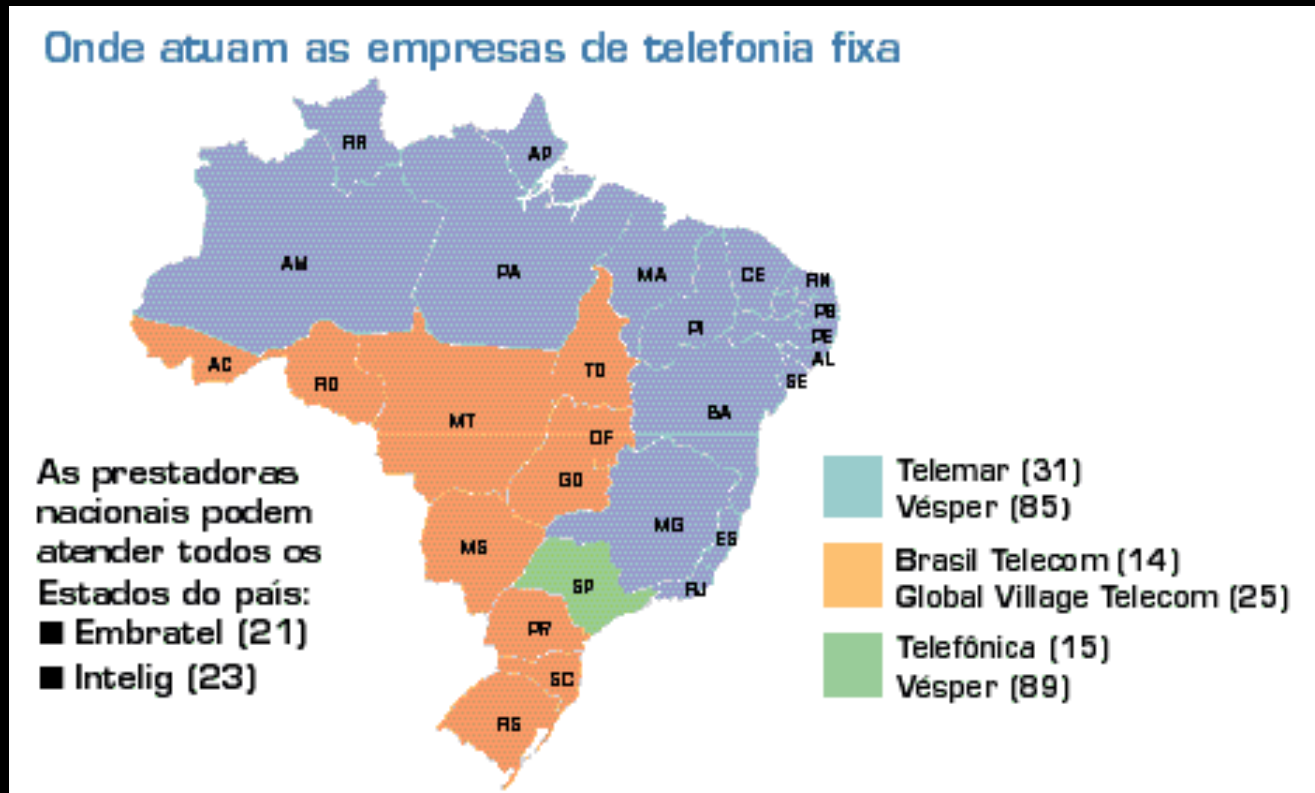 Onde atuam as empresas de telefonia fixa
RR
AP
AM
PA
MA
CE
RN
PB
PI
PE
AL
AC
TO
SE
RO
BA
MT
DF
GO
MG
MS
ES
SP
RJ
PR
SC
RS
As prestadoras
nacionais podem
atender todos os
Estados do país:
■ Embratel (21)
■ Intelig (23)
Telemar (31)
Vésper (85)
Brasil Telecom (14)
Global Village Telecom (25)
Telefônica (15)
Vésper (89)